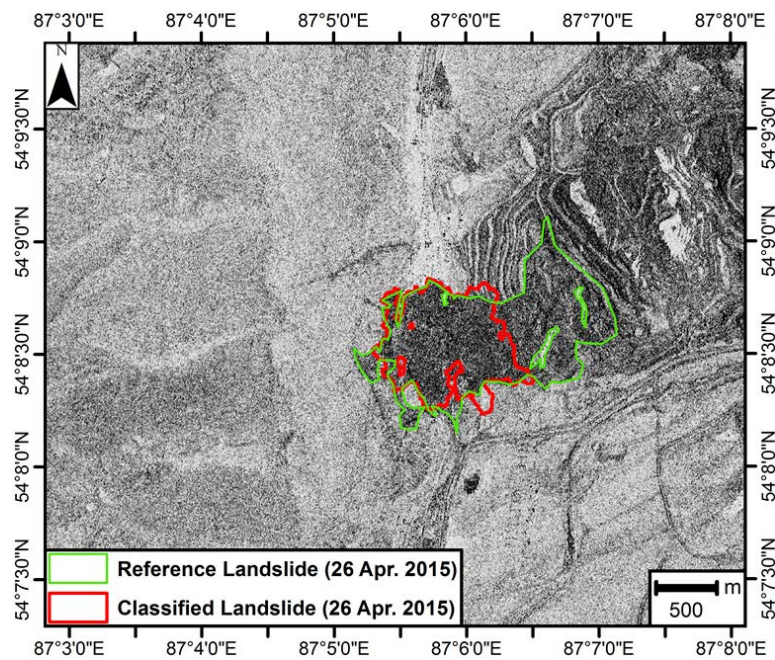 87°3'0"E 87°4'0"E 87°5'0"E 87°6'0"E 87°7'0"E 87°8'0"E
N
54°9'30"N 54°9'30"N
54°9'0"N 54°9'0"N
54°8'30"N 54°8'30"N
54°8'0"N 54°8'0"N
54°7'30"N 54°7'30"N
Reference Landslide (26 Apr. 2015)
Classified Landslide (26 Apr. 2015)
m
500
87°3'0"E 87°4'0"E 87°5'0"E 87°6'0"E 87°7'0"E 87°8'0"E